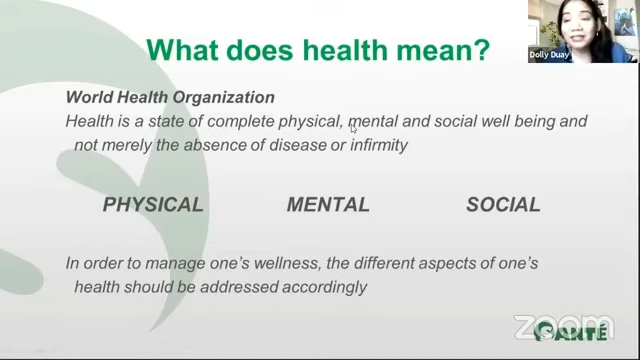 What does health mean?
Dolly Duay
World Health Organization
Health is a state of complete physical, mental and social well being and
not merely the absence of disease or infirmity
PHYSICAL MENTAL SOCIAL
In order to manage one's wellness, the different aspects of one's
health should be addressed accordingly
zoom
SANTÉ